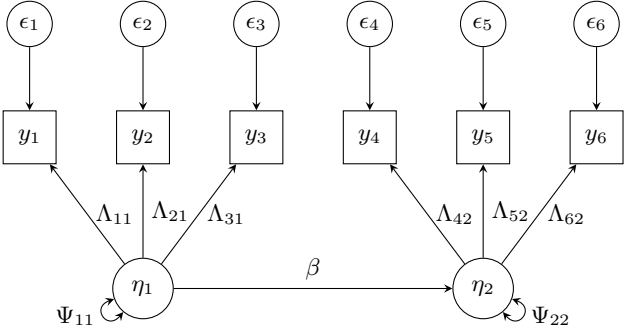 ϵ1 ϵ2 ϵ3 ϵ4 ϵ5 ϵ6
y1 y2 y3 y4 y5 y6
Λ11 Λ21 Λ31 Λ42 Λ52 Λ62
β
η1 η2
Ψ11 Ψ22